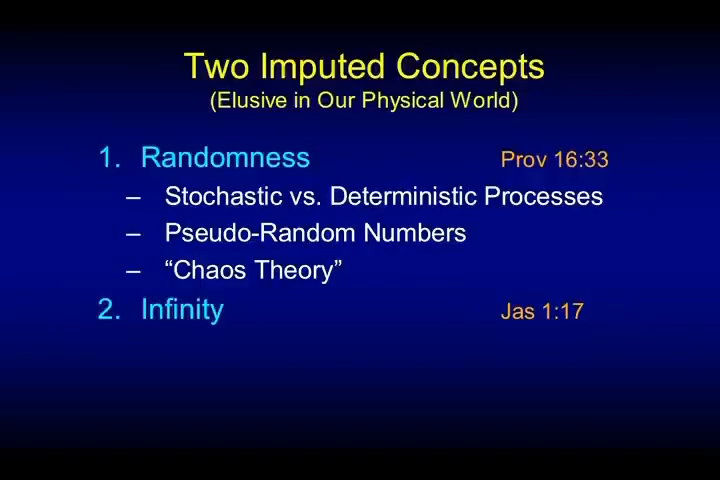 Two Imputed Concepts
(Elusive in Our Physical World)
1. Randomness Prov 16:33
– Stochastic vs. Deterministic Processes
– Pseudo-Random Numbers
– “Chaos Theory”
2. Infinity Jas 1:17